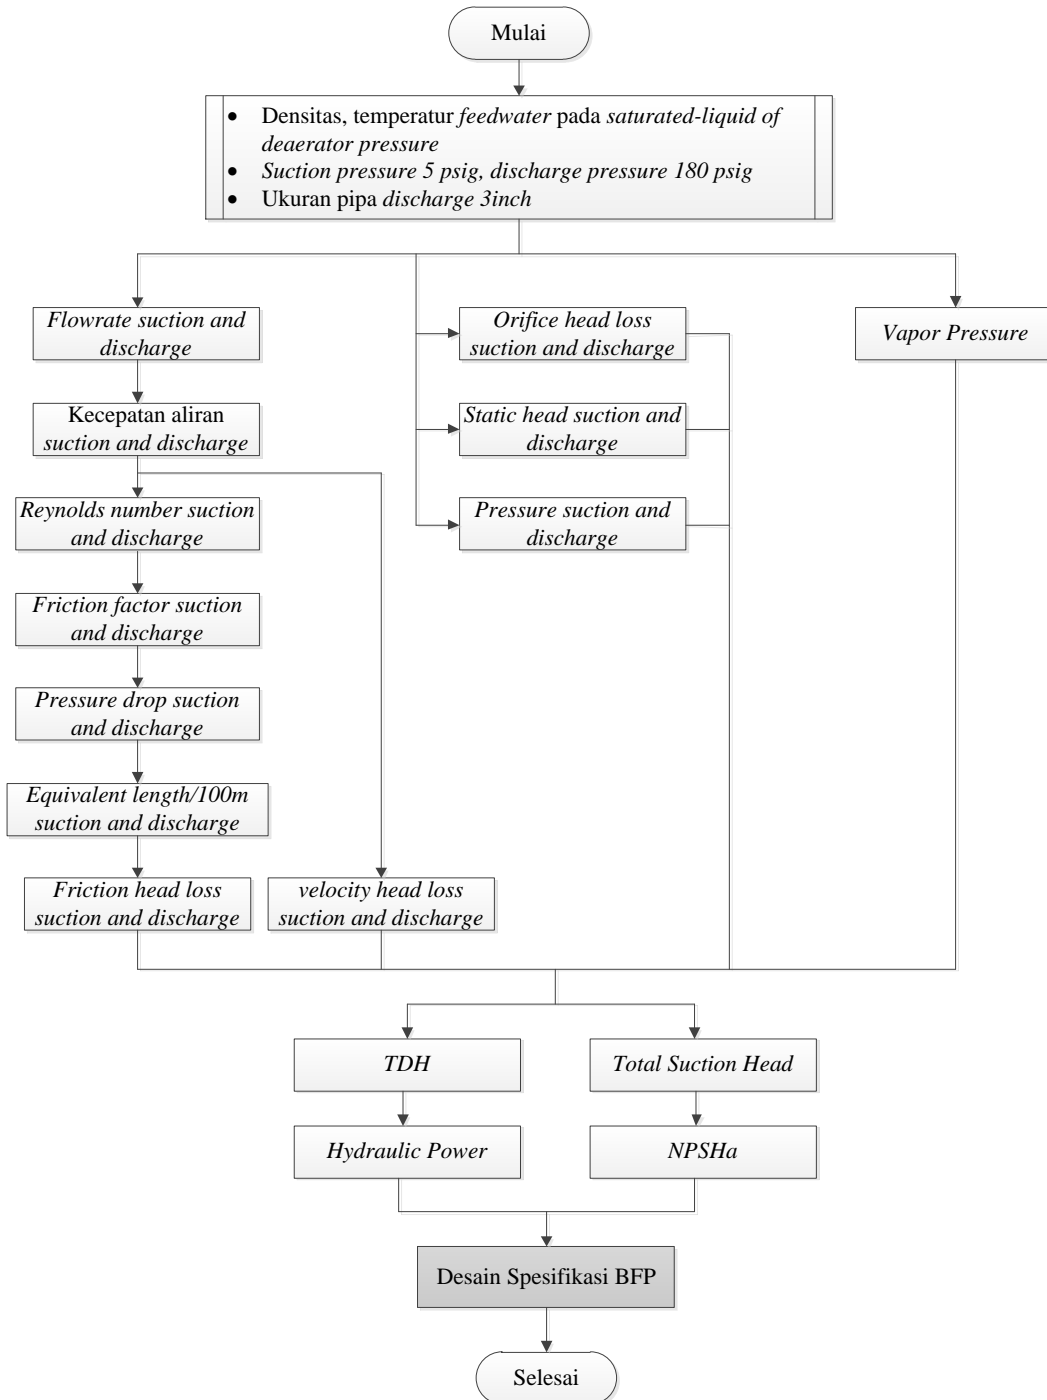 Mulai
• Densitas, temperatur feedwater pada saturated-liquid of
deaerator pressure
• Suction pressure 5 psig, discharge pressure 180 psig
• Ukuran pipa discharge 3inch
Flowrate suction and
discharge
Orifice head loss
suction and discharge
Vapor Pressure
Kecepatan aliran
suction and discharge
Static head suction and
discharge
Reynolds number suction
and discharge
Pressure suction and
discharge
Friction factor suction
and discharge
Pressure drop suction
and discharge
Equivalent length/100m
suction and discharge
Friction head loss
suction and discharge
velocity head loss
suction and discharge
TDH
Total Suction Head
Hydraulic Power
NPSHa
Desain Spesifikasi BFP
Selesai